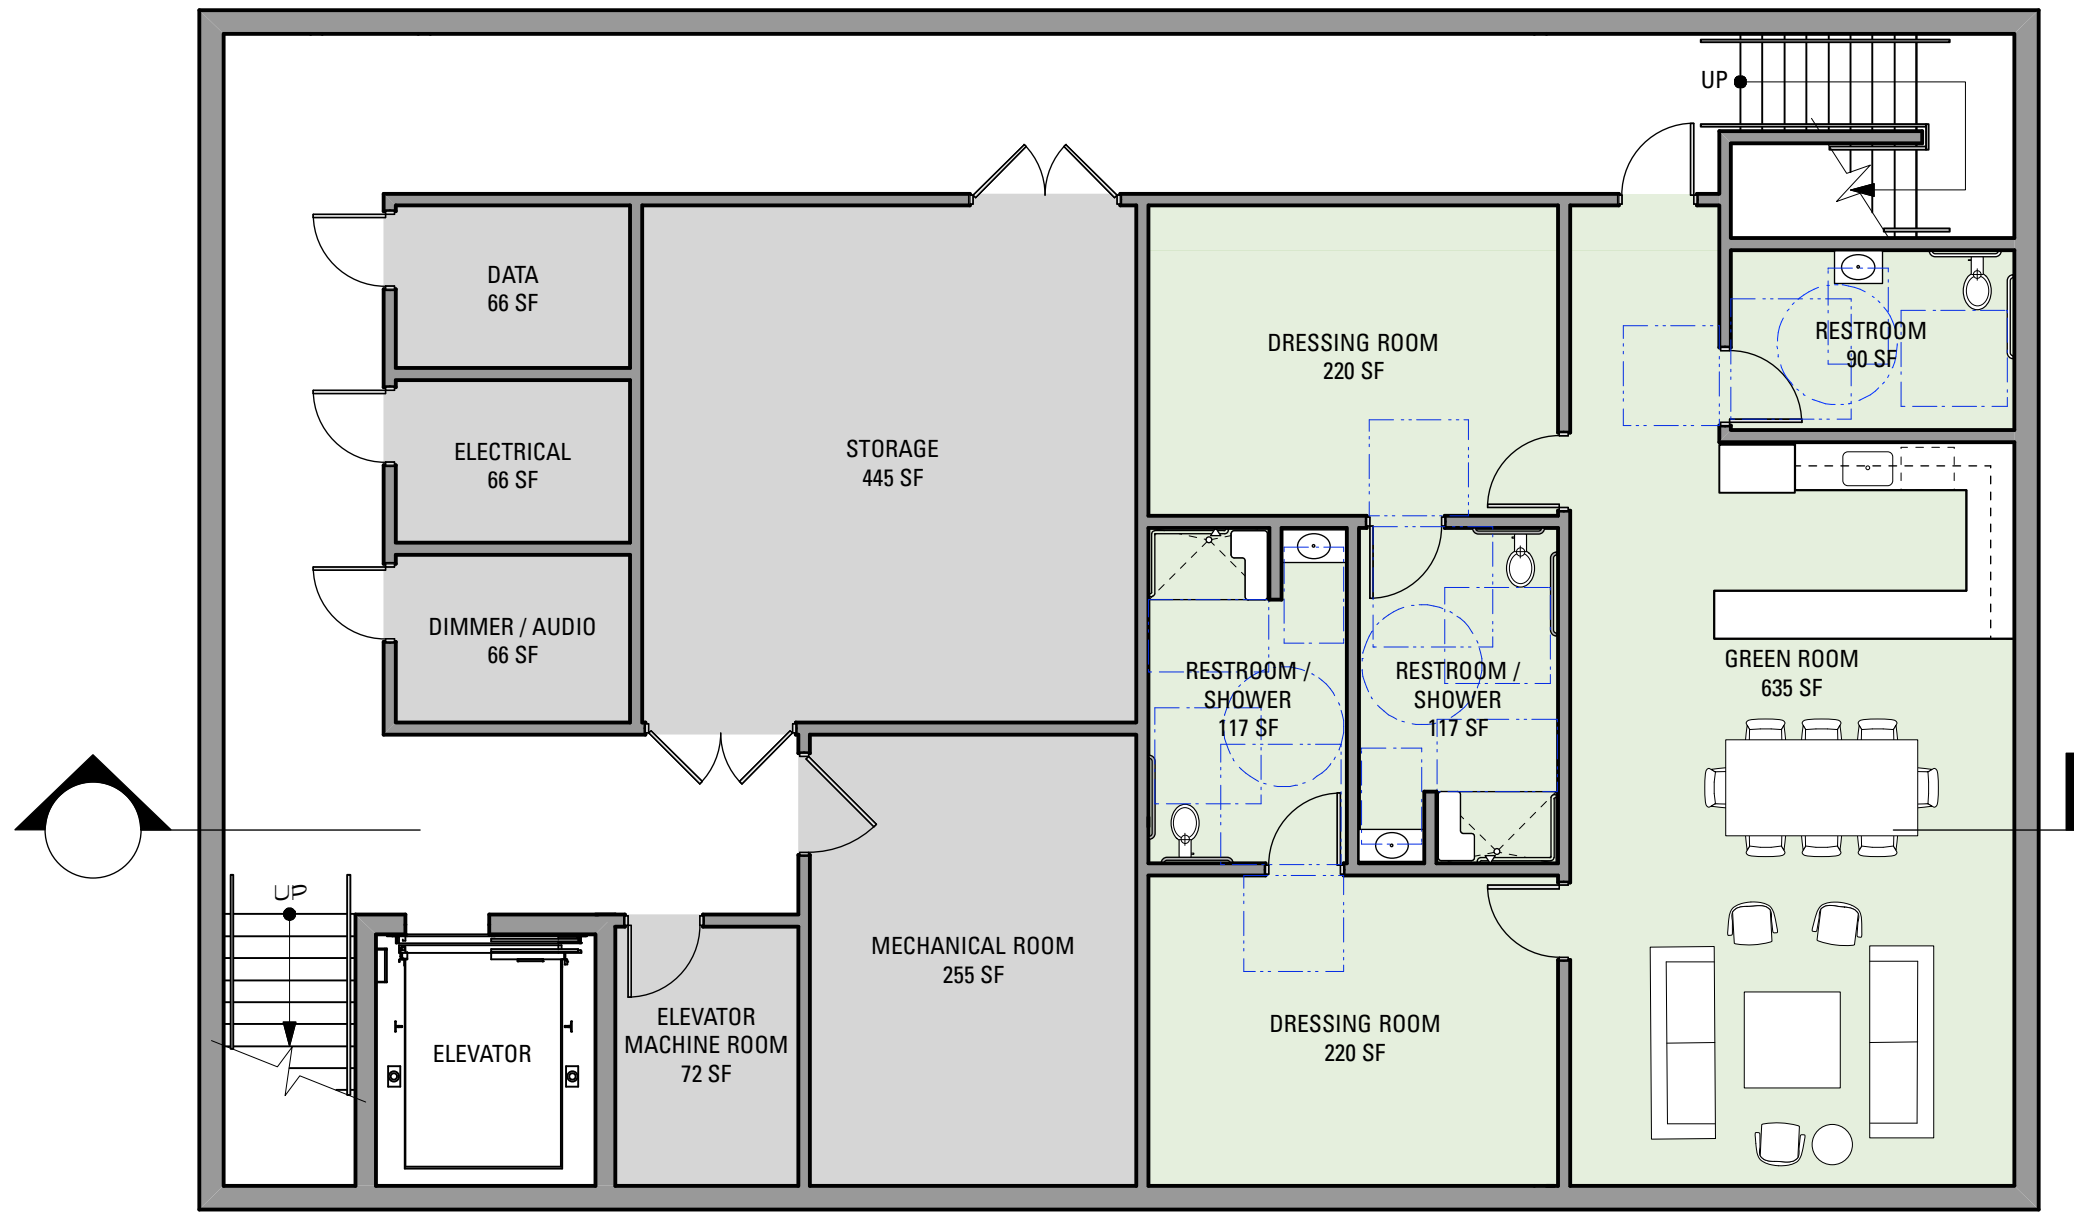 UP
DATA
66 SF
ELECTRICAL
66 SF
DIMMER / AUDIO
66 SF
STORAGE
445 SF
DRESSING ROOM
220 SF
RESTROOM
90 SF
RESTROOM /
SHOWER
117 SF
RESTROOM /
SHOWER
117 SF
GREEN ROOM
635 SF
UP
ELEVATOR
ELEVATOR
MACHINE ROOM
72 SF
MECHANICAL ROOM
255 SF
DRESSING ROOM
220 SF